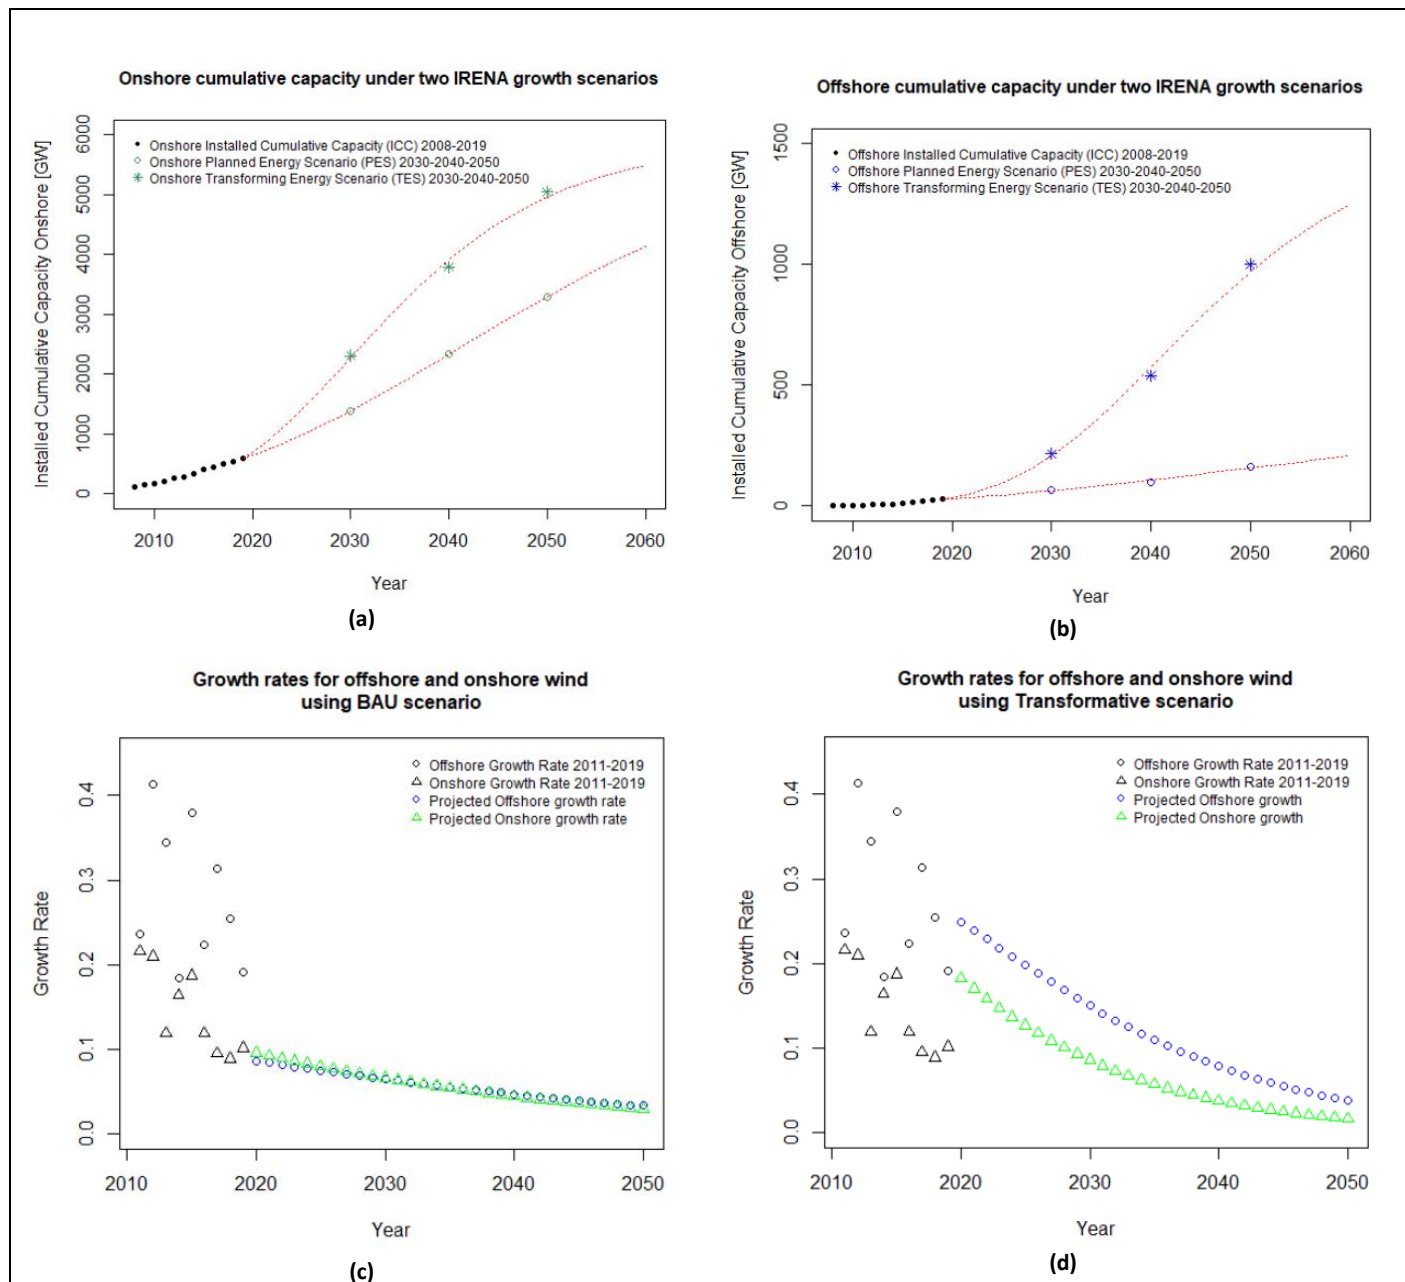 Onshore cumulative capacity under two IRENA growth scenarios
Installed Cumulative Capacity Onshore [GW]
6000
5000
4000
3000
2000
1000
0
Onshore Installed Cumulative Capacity (ICC) 2008-2019
Onshore Planned Energy Scenario (PES) 2030-2040-2050
Onshore Transforming Energy Scenario (TES) 2030-2040-2050
2010 2020 2030 2040 2050 2060
Year
(a)
Offshore cumulative capacity under two IRENA growth scenarios
Installed Cumulative Capacity Offshore [GW]
1500
1000
500
0
Offshore Installed Cumulative Capacity (ICC) 2008-2019
Offshore Planned Energy Scenario (PES) 2030-2040-2050
Offshore Transforming Energy Scenario (TES) 2030-2040-2050
2010 2020 2030 2040 2050 2060
Year
(b)
Growth rates for offshore and onshore wind
using BAU scenario
Growth Rate
0.4
0.3
0.2
0.1
0.0
Offshore Growth Rate 2011-2019
Onshore Growth Rate 2011-2019
Projected Offshore growth rate
Projected Onshore growth rate
2010 2020 2030 2040 2050
Year
(c)
Growth rates for offshore and onshore wind
using Transformative scenario
Growth Rate
0.4
0.3
0.2
0.1
0.0
Offshore Growth Rate 2011-2019
Onshore Growth Rate 2011-2019
Projected Offshore growth
Projected Onshore growth
2010 2020 2030 2040 2050
Year
(d)